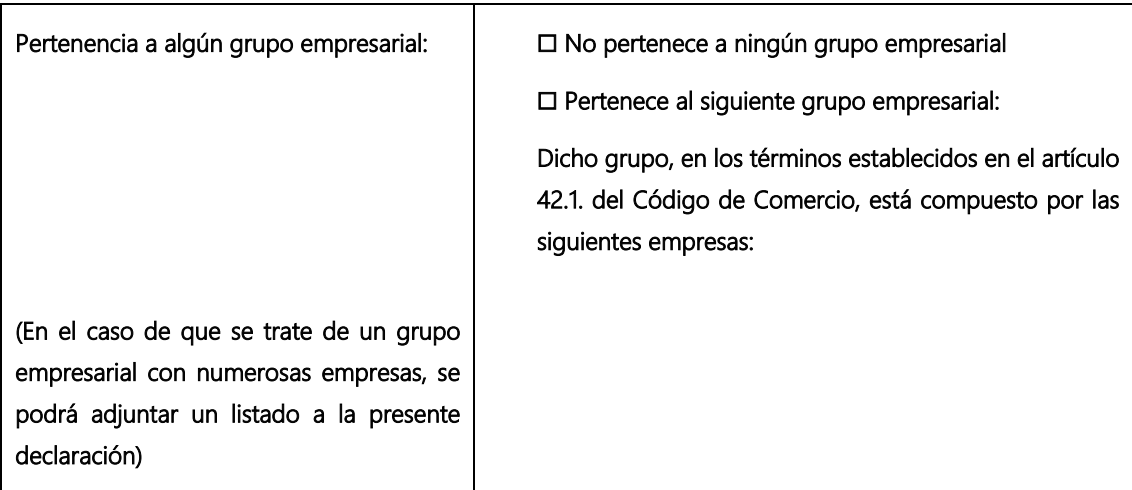 Pertenencia a algún grupo empresarial:
(En el caso de que se trate de un grupo
empresarial con numerosas empresas, se
podrá adjuntar un listado a la presente
declaración)
☐ No pertenece a ningún grupo empresarial
☐ Pertenece al siguiente grupo empresarial:
Dicho grupo, en los términos establecidos en el artículo
42.1. del Código de Comercio, está compuesto por las
siguientes empresas: